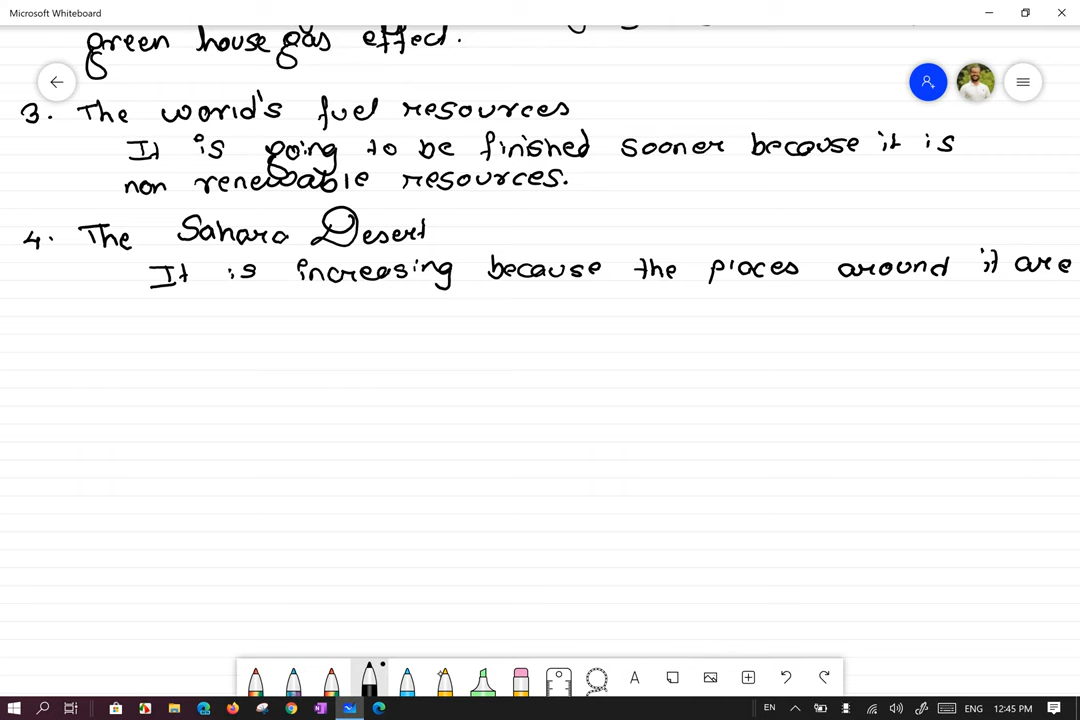 Microsoft Whiteboard
green house gas effect.
3. The world's fuel resources
It is going to be finished sooner because it is
non renewable resources.
4. The Sahara Desert
It is increasing because the places around it are
A
EN
ENG 12:45 PM